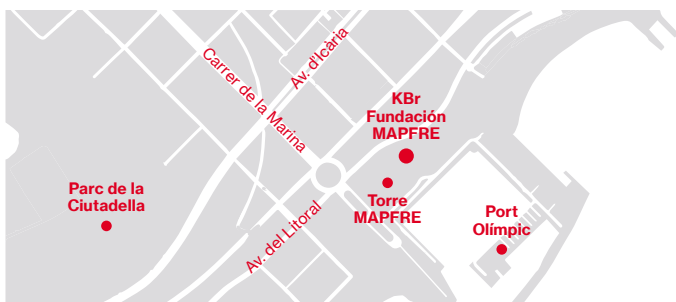 Av. d'Icària
Carrer de la Marina
KBr
Fundación
MAPFRE
Parc de la
Ciutadella
Torre
MAPFRE
Port
Olímpic
Av. del Litoral